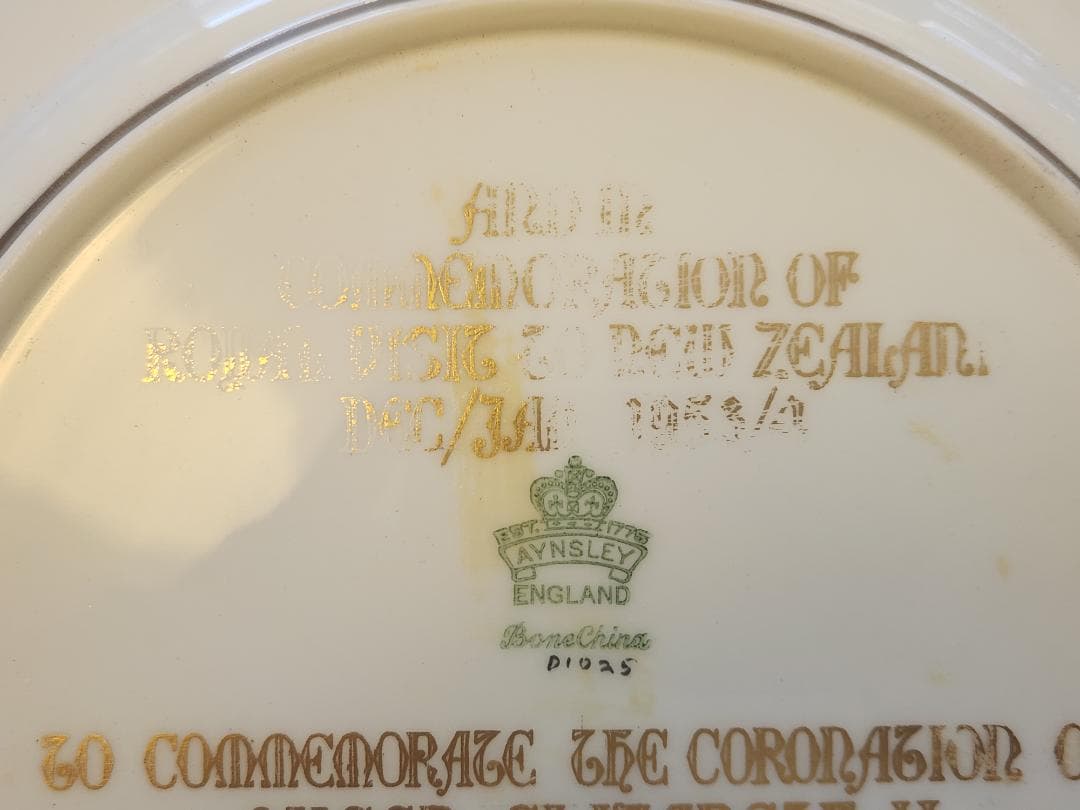 AND IN
COMMEMORATION OF
ROYAL VISIT TO NEW ZEALAND
DEC/JAN 1953/4
EST. 1775
AYNSLEY
ENGLAND
Bone China
D1025
TO COMMEMORATE THE CORONATION O